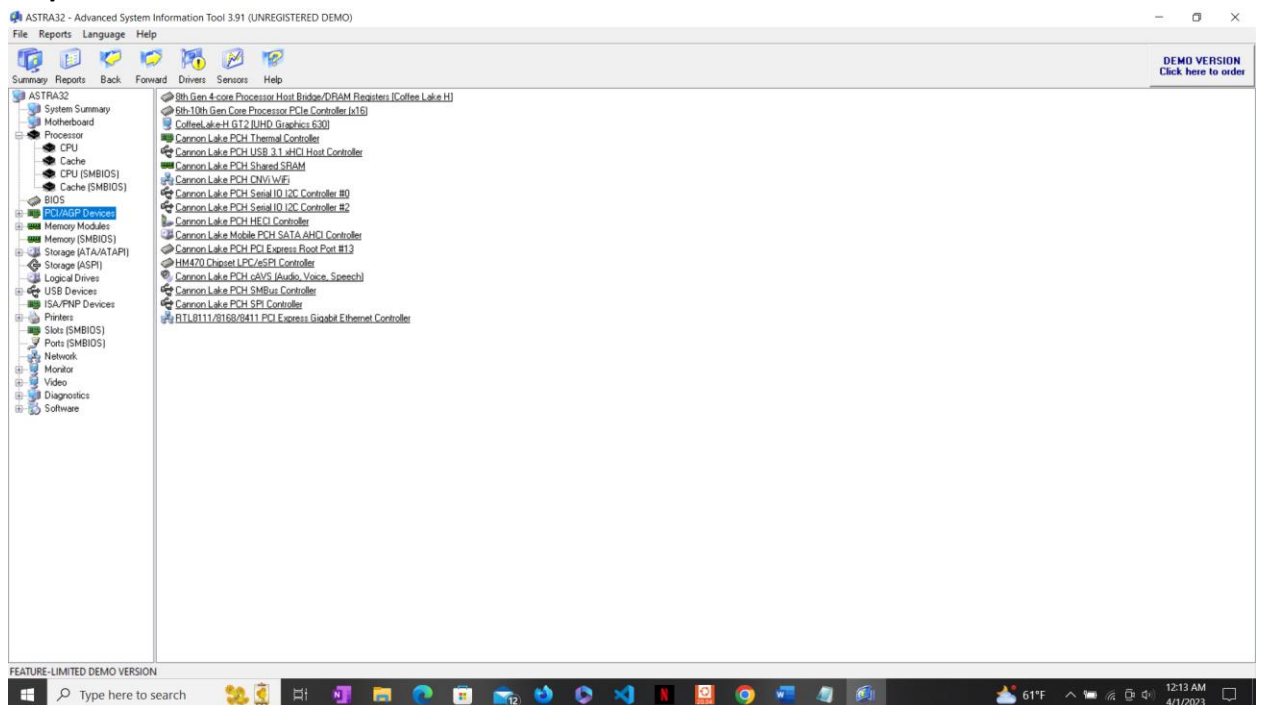 ASTRA32 - Advanced System Information Tool 3.91 (UNREGISTERED DEMO)
File Reports Language Help
Summary Reports Back Forward Drivers Sensors Help
DEMO VERSION
Click here to order
ASTRA32
System Summary
Motherboard
Processor
CPU
Cache
CPU (SMBIOS)
Cache (SMBIOS)
BIOS
PCI/AGP Devices
Memory Modules
Memory (SMBIOS)
Storage (ATA/ATAPI)
Storage (ASPI)
Logical Drives
USB Devices
ISA/PNP Devices
Printers
Slots (SMBIOS)
Ports (SMBIOS)
Network
Monitor
Video
Diagnostics
Software
8th Gen 4-core Processor Host Bridge/DRAM Registers [Coffee Lake H]
6th-10th Gen Core Processor PCIe Controller (x16)
CoffeeLake-H GT2 [UHD Graphics 630]
Cannon Lake PCH Thermal Controller
Cannon Lake PCH USB 3.1 xHCI Host Controller
Cannon Lake PCH Shared SRAM
Cannon Lake PCH CNVi WiFi
Cannon Lake PCH Serial IO I2C Controller #0
Cannon Lake PCH Serial IO I2C Controller #2
Cannon Lake PCH HECI Controller
Cannon Lake Mobile PCH SATA AHCI Controller
Cannon Lake PCH PCI Express Root Port #13
HM470 Chipset LPC/eSPI Controller
Cannon Lake PCH cAVS (Audio, Voice, Speech)
Cannon Lake PCH SMBus Controller
Cannon Lake PCH SPI Controller
RTL8111/8168/8411 PCI Express Gigabit Ethernet Controller
FEATURE-LIMITED DEMO VERSION
Type here to search
12
61°F
12:13 AM
4/1/2023